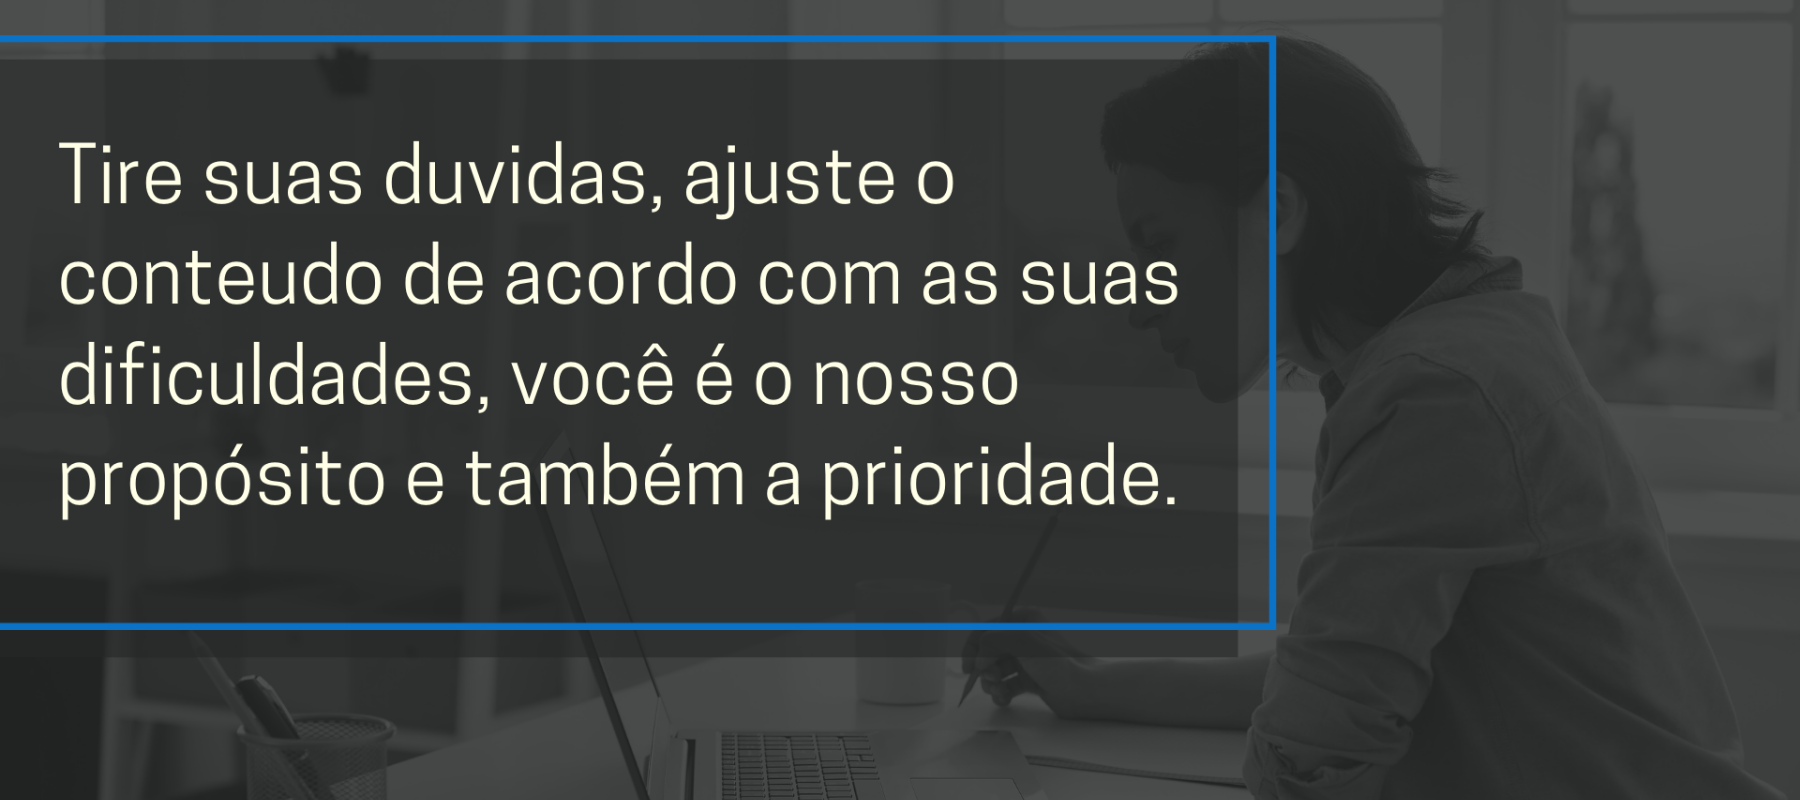 Tire suas duvidas, ajuste o
conteudo de acordo com as suas
dificuldades, você é o nosso
propósito e também a prioridade.